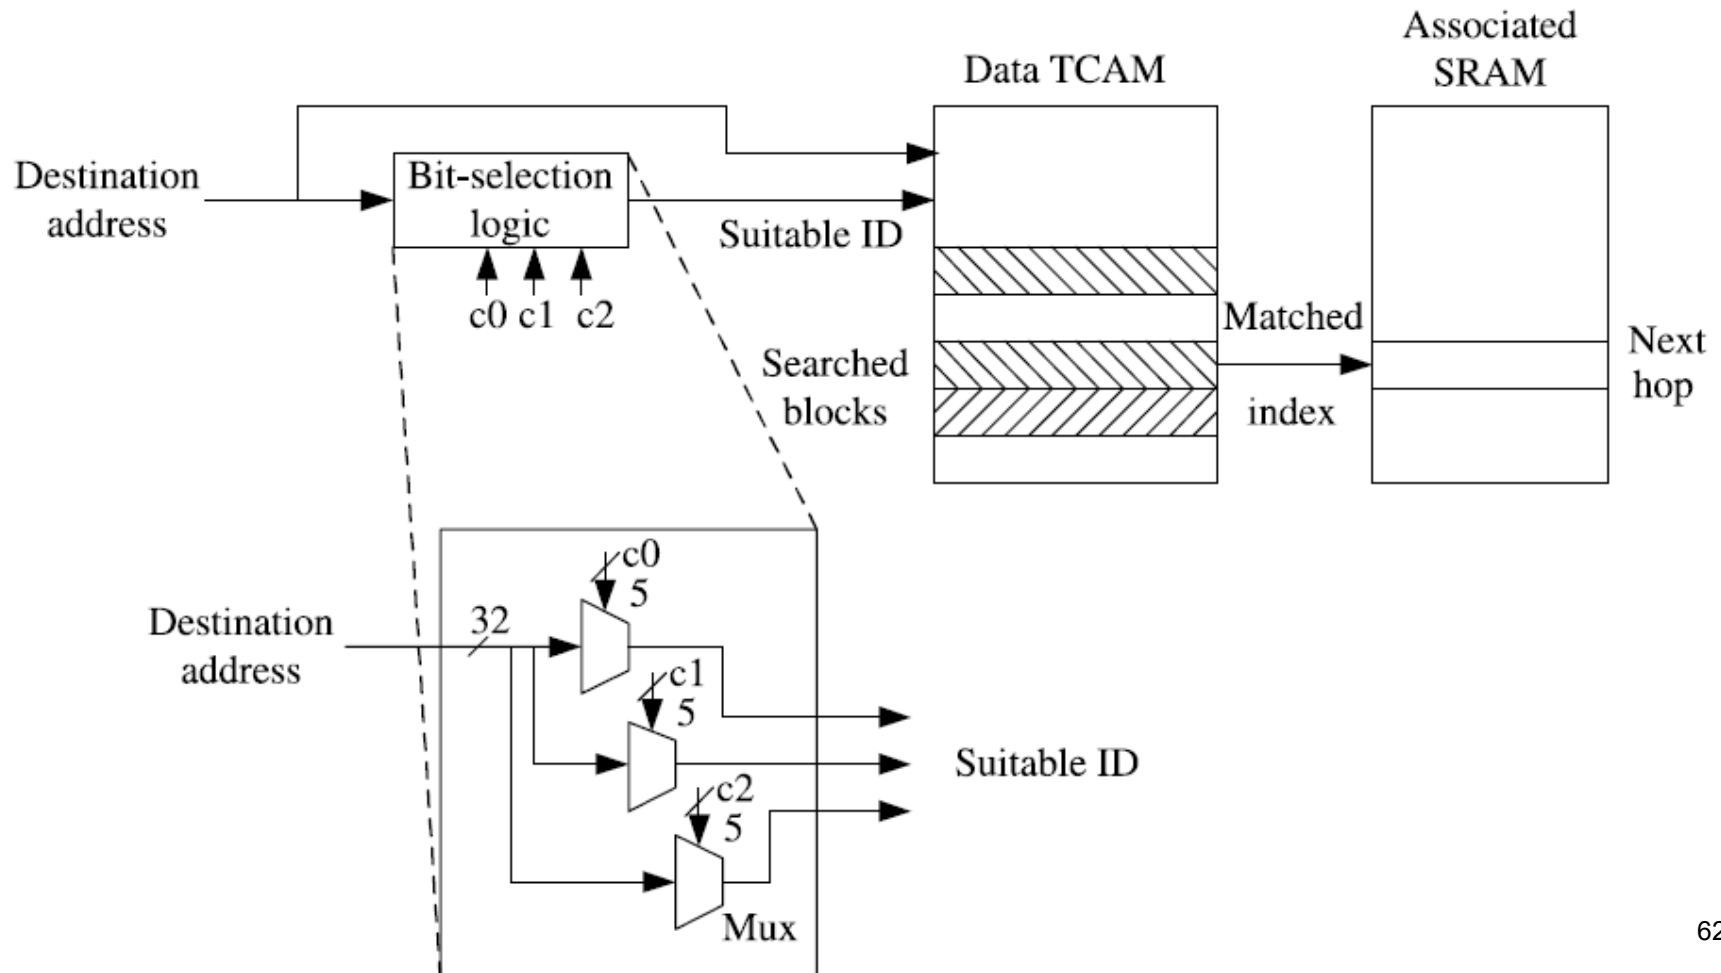 Associated
SRAM
Data TCAM
Destination
address
Bit-selection
logic
Suitable ID
c0 c1 c2
Searched
blocks
Matched
index
Next
hop
Destination
address
32
c0
5
c1
5
c2
5
Mux
Suitable ID
62